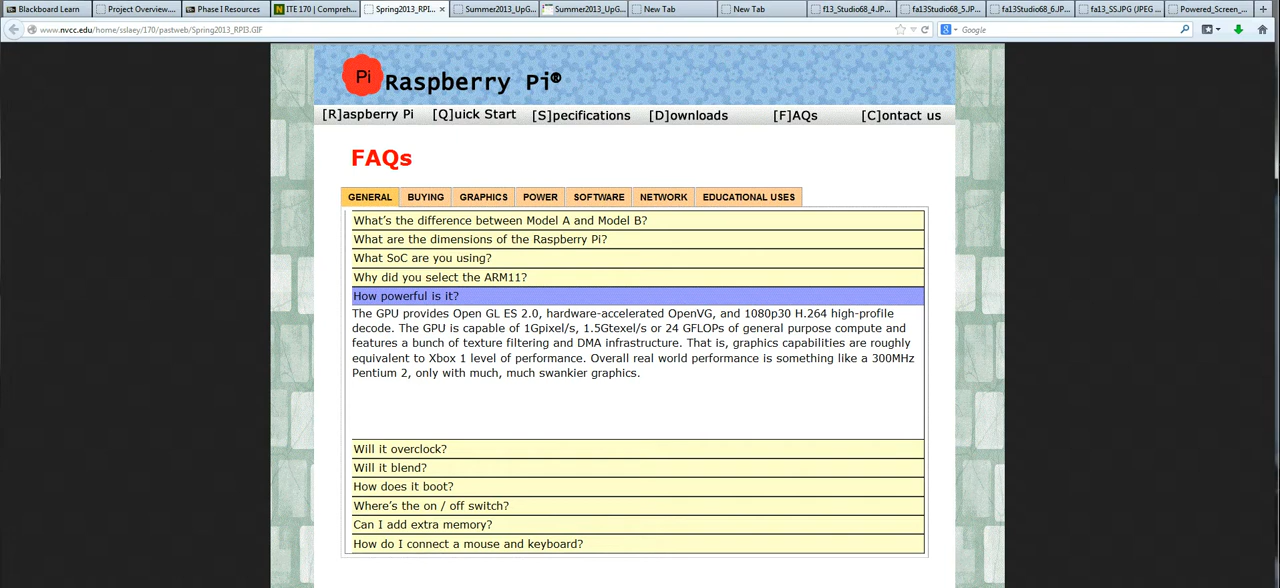 Blackboard Learn
Project Overview....
Phase I Resources
ITE 170 | Compreh...
Spring2013_RPI...
Summer2013_UpG...
Summer2013_UpG...
New Tab
New Tab
f13_Studio68_4.JP...
fa13Studio68_5.JP...
fa13Studio68_6.JP...
fa13_SS.JPG (JPEG ...
Powered_Screen_...
www.nvcc.edu/home/sslaey/170/pastweb/Spring2013_RPI3.GIF
Google
Pi Raspberry Pi®
[R]aspberry Pi [Q]uick Start [S]pecifications [D]ownloads [F]AQs [C]ontact us
FAQs
GENERAL BUYING GRAPHICS POWER SOFTWARE NETWORK EDUCATIONAL USES
What's the difference between Model A and Model B?
What are the dimensions of the Raspberry Pi?
What SoC are you using?
Why did you select the ARM11?
How powerful is it?
The GPU provides Open GL ES 2.0, hardware-accelerated OpenVG, and 1080p30 H.264 high-profile
decode. The GPU is capable of 1Gpixel/s, 1.5Gtexel/s or 24 GFLOPs of general purpose compute and
features a bunch of texture filtering and DMA infrastructure. That is, graphics capabilities are roughly
equivalent to Xbox 1 level of performance. Overall real world performance is something like a 300MHz
Pentium 2, only with much, much swankier graphics.
Will it overclock?
Will it blend?
How does it boot?
Where's the on / off switch?
Can I add extra memory?
How do I connect a mouse and keyboard?